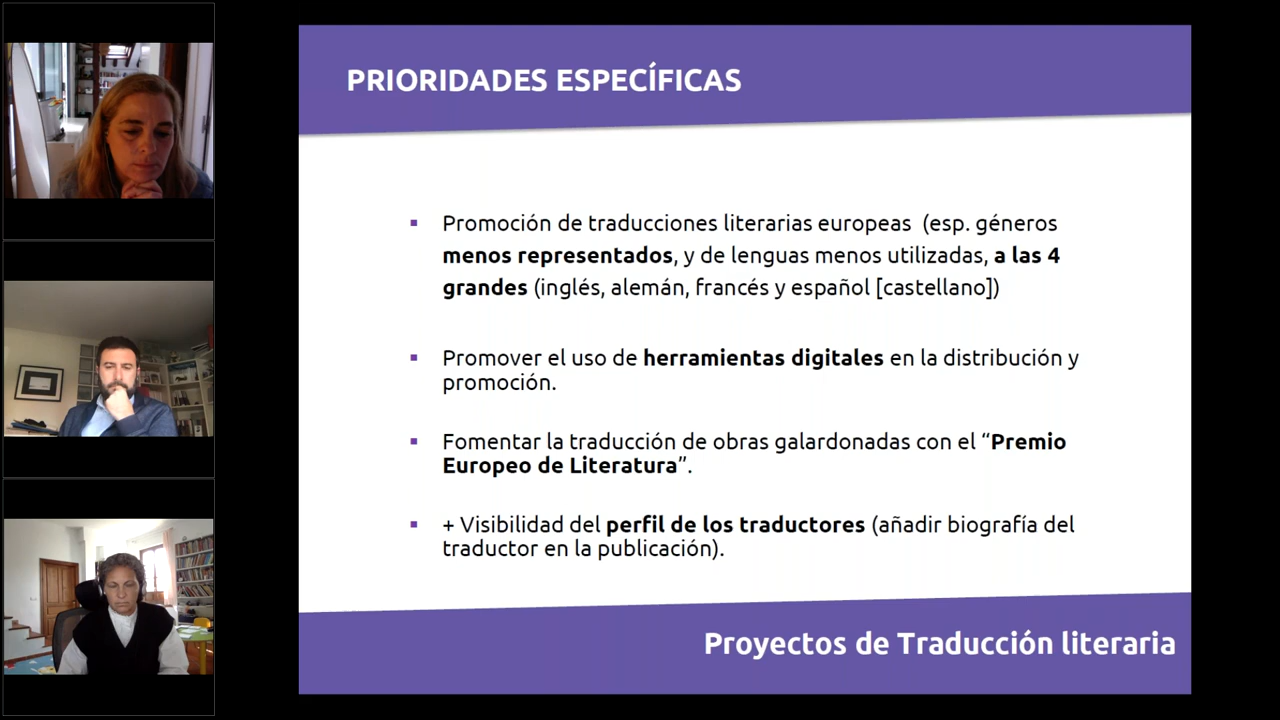 PRIORIDADES ESPECÍFICAS
▪ Promoción de traducciones literarias europeas (esp. géneros
menos representados, y de lenguas menos utilizadas, a las 4
grandes (inglés, alemán, francés y español [castellano])
▪ Promover el uso de herramientas digitales en la distribución y
promoción.
▪ Fomentar la traducción de obras galardonadas con el “Premio
Europeo de Literatura”.
▪ + Visibilidad del perfil de los traductores (añadir biografía del
traductor en la publicación).
Proyectos de Traducción literaria